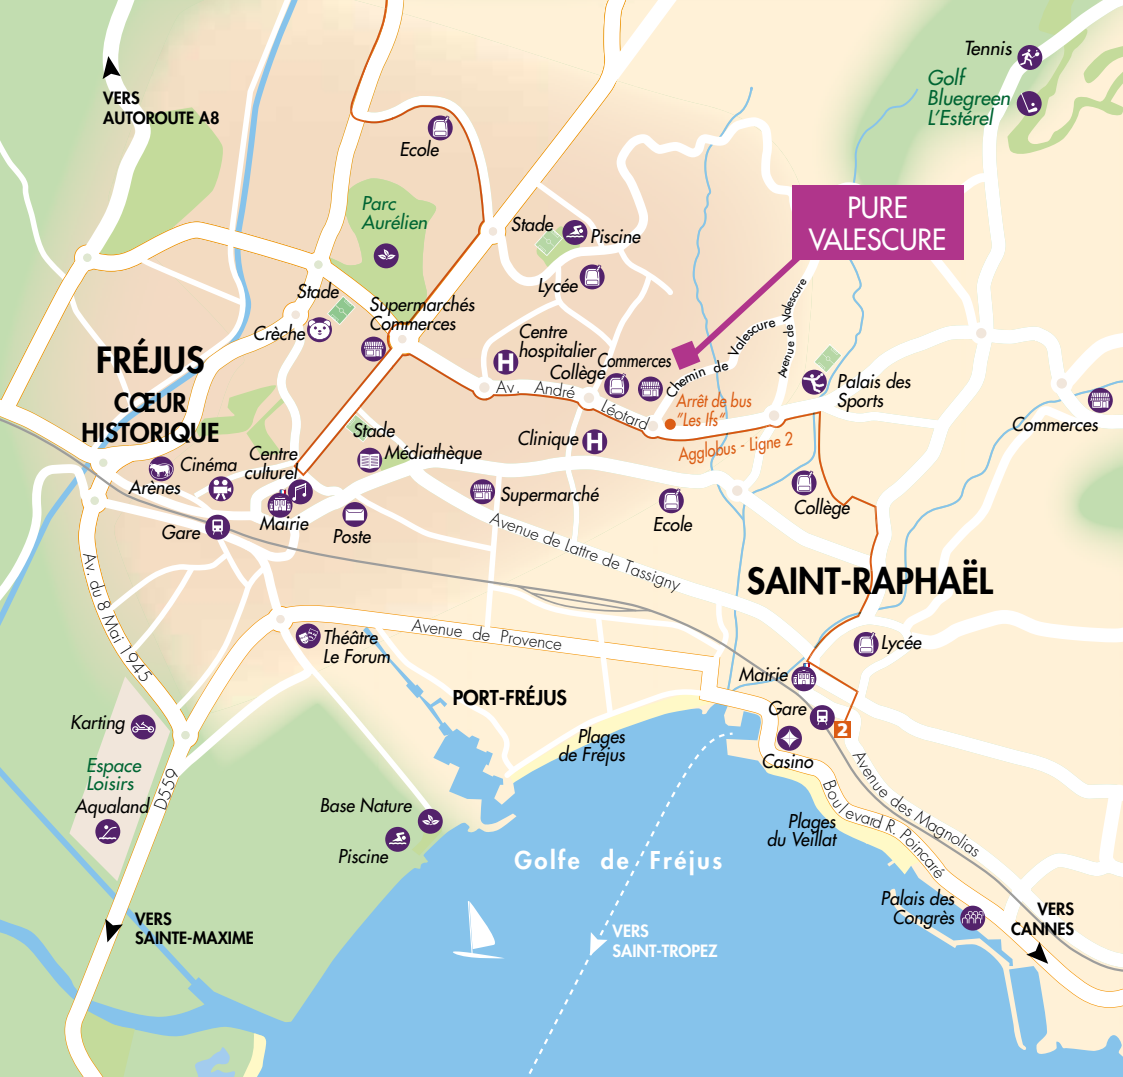 Tennis
Golf
Bluegreen
L'Estérel
VERS
AUTOROUTE A8
Ecole
Parc
Aurélien
PURE
VALESCURE
Stade
Piscine
Lycée
Stade
Supermarchés
Commerces
Crèche
Centre
hospitalier
Collège
Commerces
Chemin de Valescure
Avenue de Valescure
FRÉJUS
CŒUR
HISTORIQUE
Av. André Léotard
Arrêt de bus
"Les Ifs"
Agglobus - Ligne 2
Palais des
Sports
Commerces
Stade
Médiathèque
Clinique
Centre
culturel
Cinéma
Arènes
Supermarché
Ecole
Collège
Gare
Mairie
Poste
Avenue de Lattre de Tassigny
SAINT-RAPHAËL
Av. du 8 Mai 1945
Théâtre
Le Forum
Avenue de Provence
Lycée
Mairie
PORT-FRÉJUS
Gare
2
Karting
Plages
de Fréjus
Casino
Espace
Loisirs
Aqualand
D559
Base Nature
Piscine
Avenue des Magnolias
Boulevard R. Poincaré
Plages
du Veillat
Golfe de Fréjus
Palais des
Congrès
VERS
CANNES
VERS
SAINTE-MAXIME
VERS
SAINT-TROPEZ
H
H